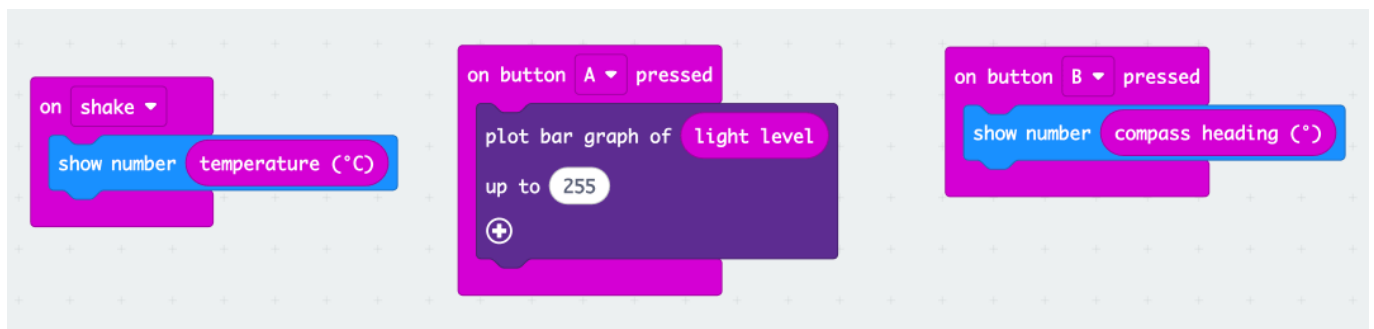 on shake
show number temperature (°C)
on button A pressed
plot bar graph of light level
up to 255
on button B pressed
show number compass heading (°)